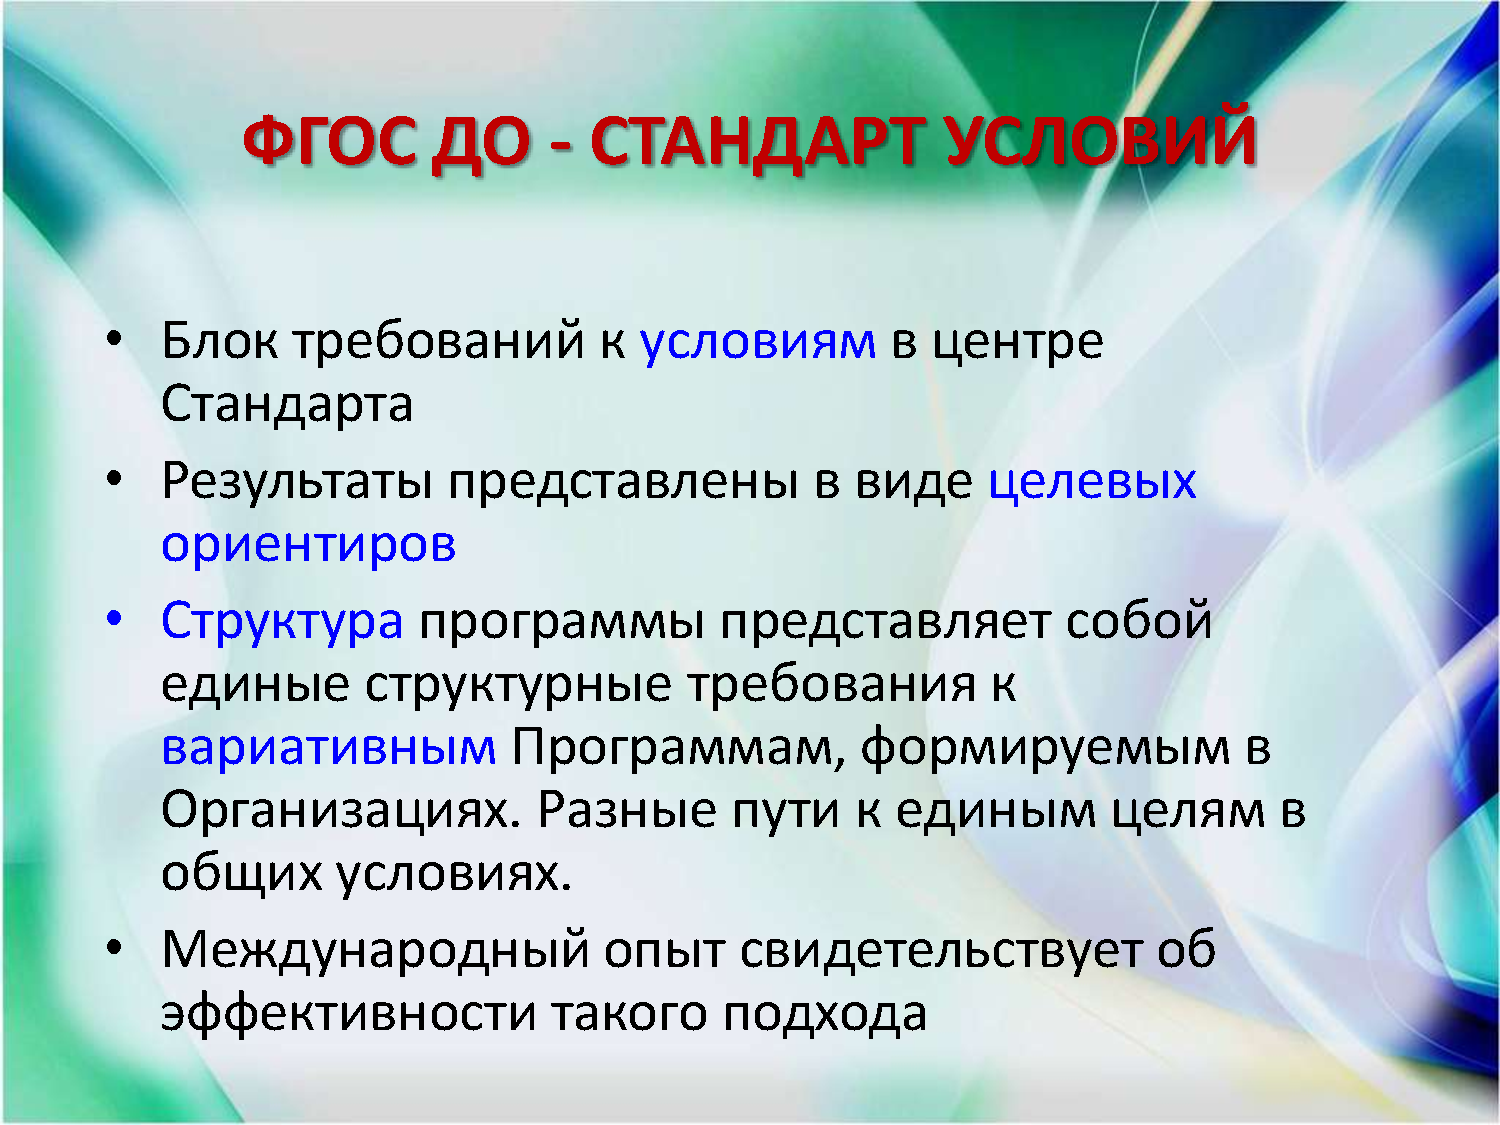 ФГОС ДО - СТАНДАРТ УСЛОВИЙ
• Блок требований к условиям в центре
Стандарта
• Результаты представлены в виде целевых
ориентиров
• Структура программы представляет собой
единые структурные требования к
вариативным Программам, формируемым в
Организациях. Разные пути к единым целям в
общих условиях.
• Международный опыт свидетельствует об
эффективности такого подхода